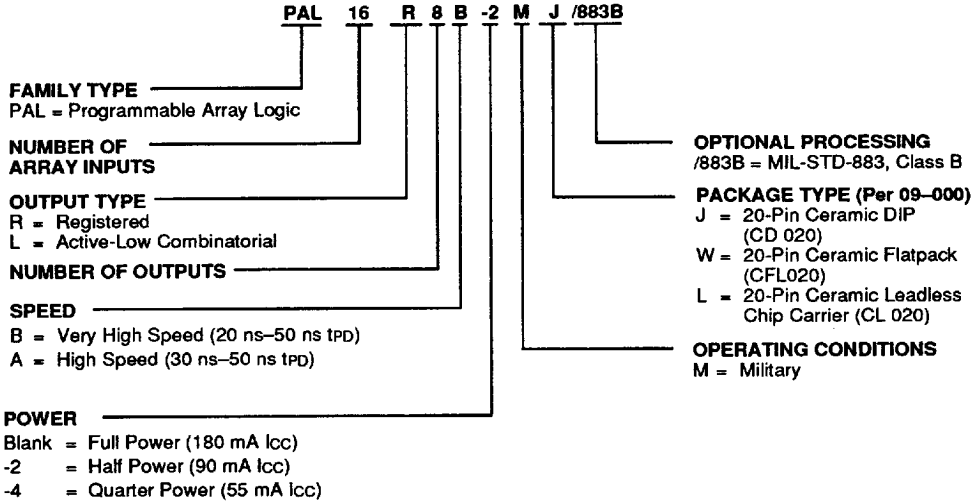 PAL 16 R 8 B -2 M J /883B
FAMILY TYPE
PAL = Programmable Array Logic
NUMBER OF
ARRAY INPUTS
OUTPUT TYPE
R = Registered
L = Active-Low Combinatorial
NUMBER OF OUTPUTS
SPEED
B = Very High Speed (20 ns–50 ns tPD)
A = High Speed (30 ns–50 ns tPD)
POWER
Blank = Full Power (180 mA Icc)
-2 = Half Power (90 mA Icc)
-4 = Quarter Power (55 mA Icc)
OPTIONAL PROCESSING
/883B = MIL-STD-883, Class B
PACKAGE TYPE (Per 09–000)
J = 20-Pin Ceramic DIP
(CD 020)
W = 20-Pin Ceramic Flatpack
(CFL020)
L = 20-Pin Ceramic Leadless
Chip Carrier (CL 020)
OPERATING CONDITIONS
M = Military